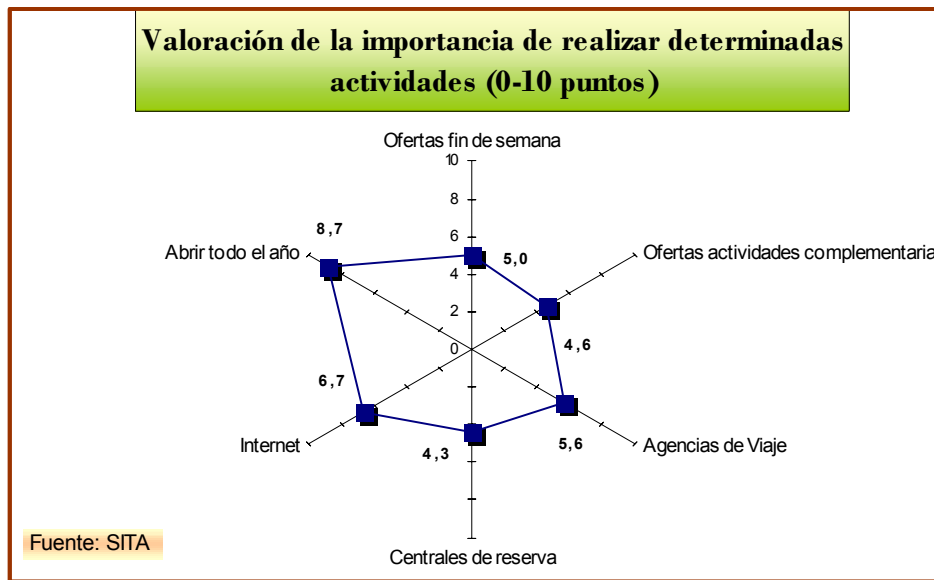 Valoración de la importancia de realizar determinadas
actividades (0-10 puntos)
Ofertas fin de semana
10
8
6
4
2
0
8,7
Abrir todo el año
5,0
Ofertas actividades complementaria
4,6
6,7
Internet
4,3
5,6
Agencias de Viaje
Centrales de reserva
Fuente: SITA